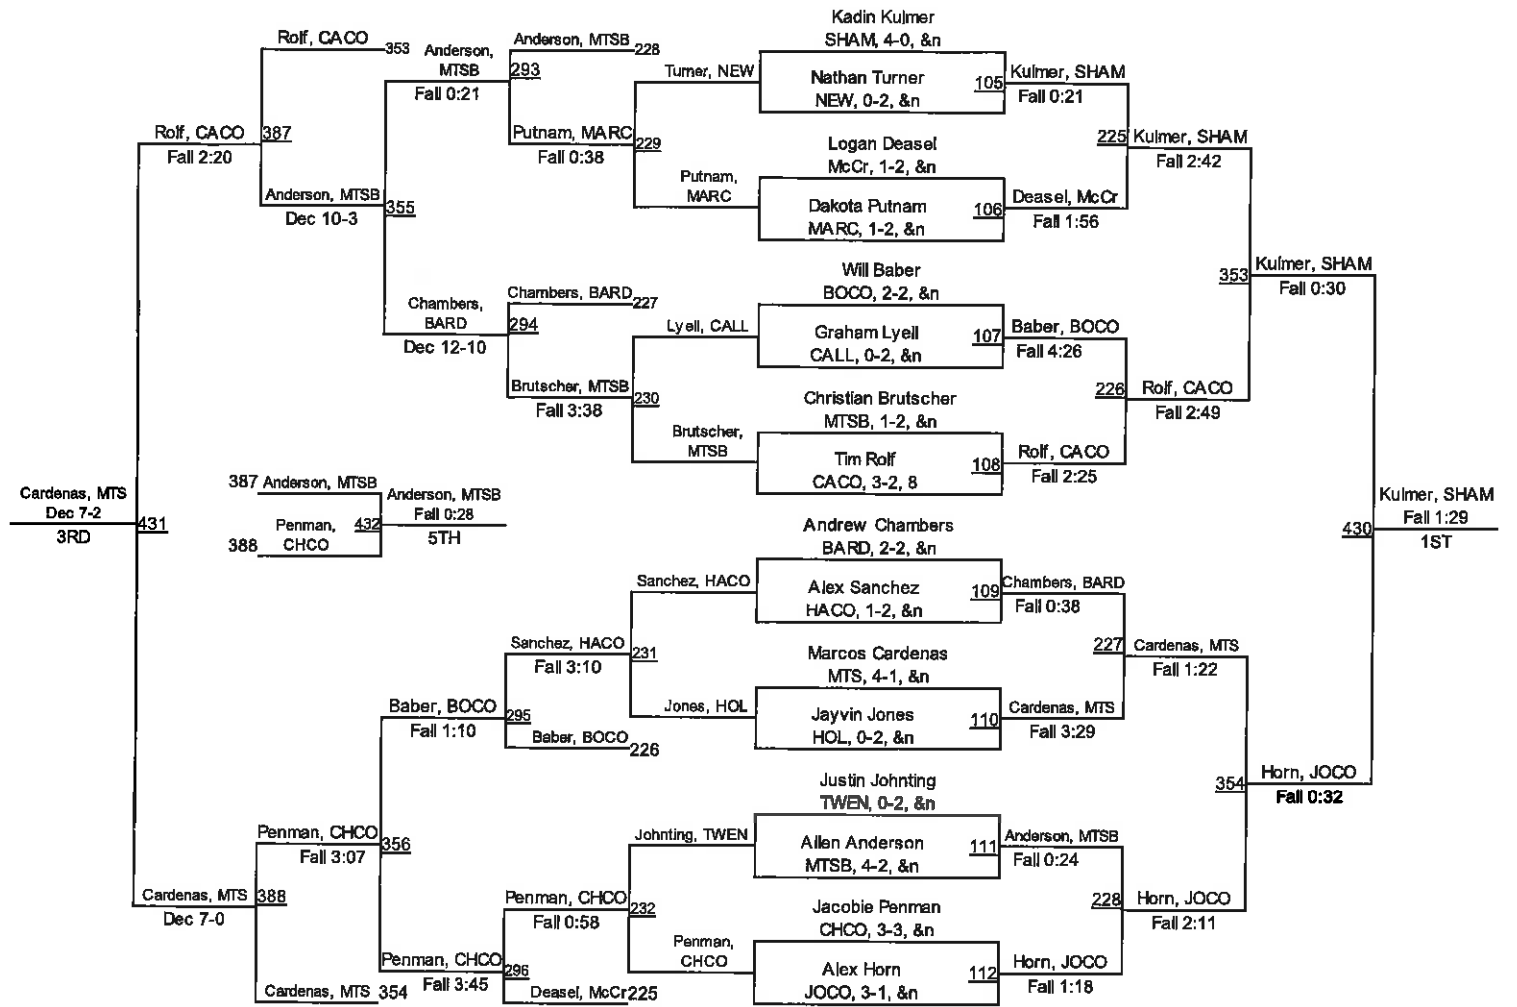 Kadin Kulmer
SHAM, 4-0, &n
Rolf, CACO
353
Anderson,
MTSB
Fall 0:21
Anderson, MTSB
228
293
Turner, NEW
Nathan Turner
NEW, 0-2, &n
105
Kulmer, SHAM
Fall 0:21
Rolf, CACO
Fall 2:20
387
Putnam, MARC
Fall 0:38
229
Logan Deasel
McCr, 1-2, &n
225
Kulmer, SHAM
Fall 2:42
Anderson, MTSB
Dec 10-3
355
Putnam,
MARC
Dakota Putnam
MARC, 1-2, &n
106
Deasel, McCr
Fall 1:56
Will Baber
BOCO, 2-2, &n
353
Kulmer, SHAM
Fall 0:30
Chambers,
BARD
Dec 12-10
Chambers, BARD
227
294
Lyell, CALL
Graham Lyell
CALL, 0-2, &n
107
Baber, BOCO
Fall 4:26
Brutscher, MTSB
Fall 3:38
230
Christian Brutscher
MTSB, 1-2, &n
226
Rolf, CACO
Fall 2:49
Brutscher,
MTSB
Tim Rolf
CACO, 3-2, 8
108
Rolf, CACO
Fall 2:25
Cardenas, MTS
Dec 7-2
3RD
431
387
Anderson, MTSB
388
Penman,
CHCO
432
Anderson, MTSB
Fall 0:28
5TH
Andrew Chambers
BARD, 2-2, &n
430
Kulmer, SHAM
Fall 1:29
1ST
Sanchez, HACO
Alex Sanchez
HACO, 1-2, &n
109
Chambers, BARD
Fall 0:38
Sanchez, HACO
Fall 3:10
231
Marcos Cardenas
MTS, 4-1, &n
227
Cardenas, MTS
Fall 1:22
Baber, BOCO
Fall 1:10
295
Baber, BOCO
226
Jones, HOL
Jayvin Jones
HOL, 0-2, &n
110
Cardenas, MTS
Fall 3:29
Justin Johnting
TWEN, 0-2, &n
354
Horn, JOCO
Fall 0:32
Penman, CHCO
Fall 3:07
356
Johnting, TWEN
Allen Anderson
MTSB, 4-2, &n
111
Anderson, MTSB
Fall 0:24
Cardenas, MTS
Dec 7-0
388
Penman, CHCO
Fall 0:58
232
Jacobie Penman
CHCO, 3-3, &n
228
Horn, JOCO
Fall 2:11
Penman, CHCO
Fall 3:45
296
Penman,
CHCO
Alex Horn
JOCO, 3-1, &n
112
Horn, JOCO
Fall 1:18
Cardenas, MTS
354
Deasel, McCr
225